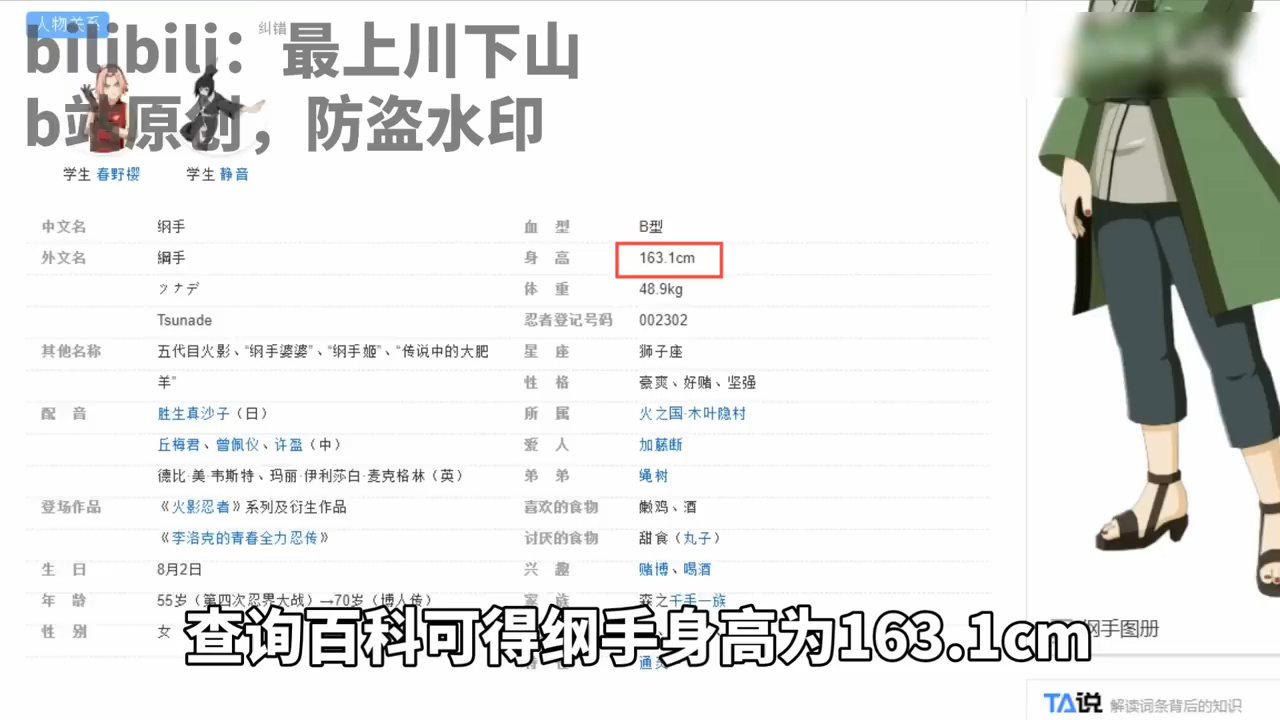 人物关系
纠错
bilibili：最上川下山
b站原创，防盗水印
学生 春野樱
学生 静音
中文名 纲手
血 型 B型
外文名 綱手
身 高 163.1cm
ツナデ
体 重 48.9kg
Tsunade
忍者登记号码 002302
其他名称 五代目火影、“纲手婆婆”、“纲手姬”、“传说中的大肥
星 座 狮子座
羊”
性 格 豪爽、好赌、坚强
配 音 胜生真沙子（日）
所 属 火之国·木叶隐村
丘梅君、曾佩仪、许盈（中）
爱 人 加藤断
德比·美·韦斯特、玛丽·伊利莎白·麦克格林（英）
弟 弟 绳树
登场作品 《火影忍者》系列及衍生作品
喜欢的食物 嫩鸡、酒
《李洛克的青春全力忍传》
讨厌的食物 甜食（丸子）
生 日 8月2日
兴 趣 赌博、喝酒
年 龄 55岁（第四次忍界大战）→70岁（博人传）
家 族 森之千手一族
性 别 女
查询百科可得纲手身高为163.1cm
通灵
纲手图册
TA说 解读词条背后的知识